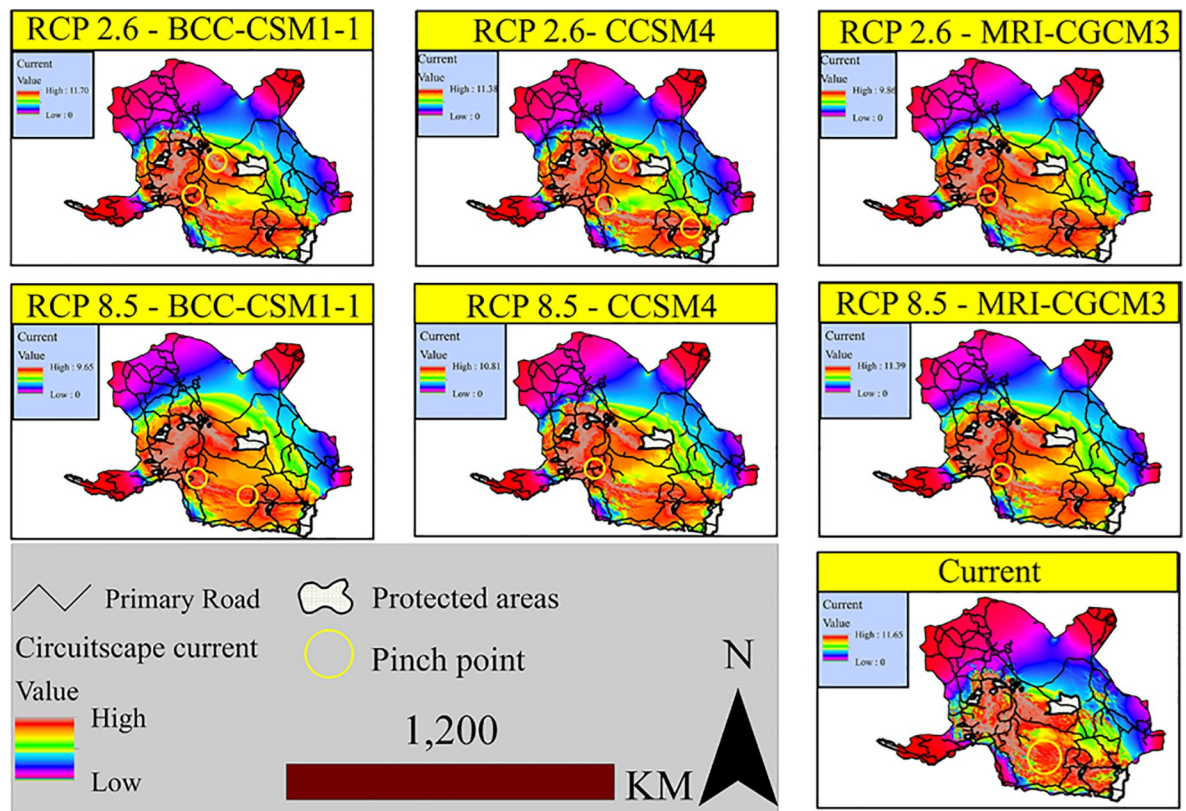 RCP 2.6 - BCC-CSM1-1
Current
Value
High : 11.70
Low : 0
RCP 2.6- CCSM4
Current
Value
High : 11.38
Low : 0
RCP 2.6 - MRI-CGCM3
Current
Value
High : 9.86
Low : 0
RCP 8.5 - BCC-CSM1-1
Current
Value
High : 9.65
Low : 0
RCP 8.5 - CCSM4
Current
Value
High : 10.81
Low : 0
RCP 8.5 - MRI-CGCM3
Current
Value
High : 11.39
Low : 0
Primary Road
Protected areas
Circuitscape current
Pinch point
Value
High
Low
1,200
KM
N
Current
Current
Value
High : 11.65
Low : 0